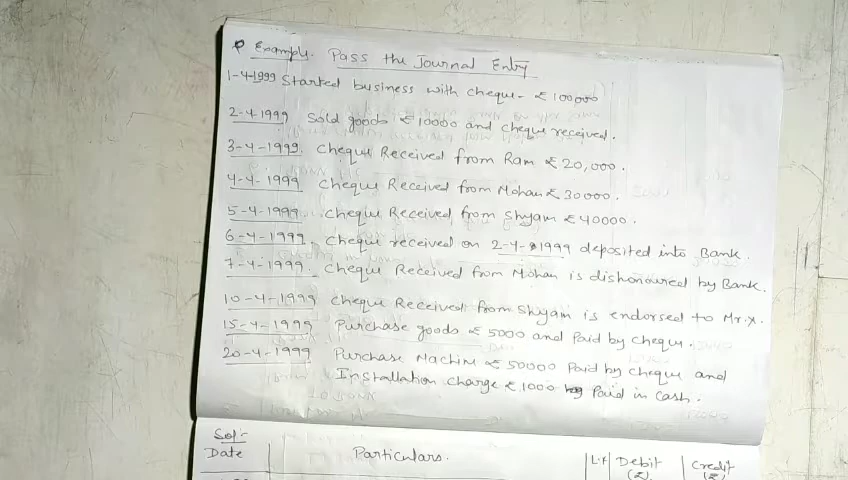 Example. Pass the Journal Entry
1-4-1999 Started business with cheque - ₹100000
2-4-1999 Sold goods ₹10000 and cheque received.
3-4-1999. Cheque Received from Ram ₹20,000.
4-4-1999 Cheque Received from Mohan ₹30000.
5-4-1999. Cheque Received from Shyam ₹40000.
6-4-1999. Cheque received on 2-4-1999 deposited into Bank.
7-4-1999. Cheque Received from Mohan is dishonoured by Bank.
10-4-1999 Cheque Received from Shyam is endorsed to Mr.X.
15-4-1999 Purchase goods ₹5000 and Paid by cheque.
20-4-1999 Purchase Machine ₹50000 Paid by cheque and
Installation charge ₹1000 Paid in cash.
Sol:-
Date Particulars. L.f Debit (₹) Credit (₹)